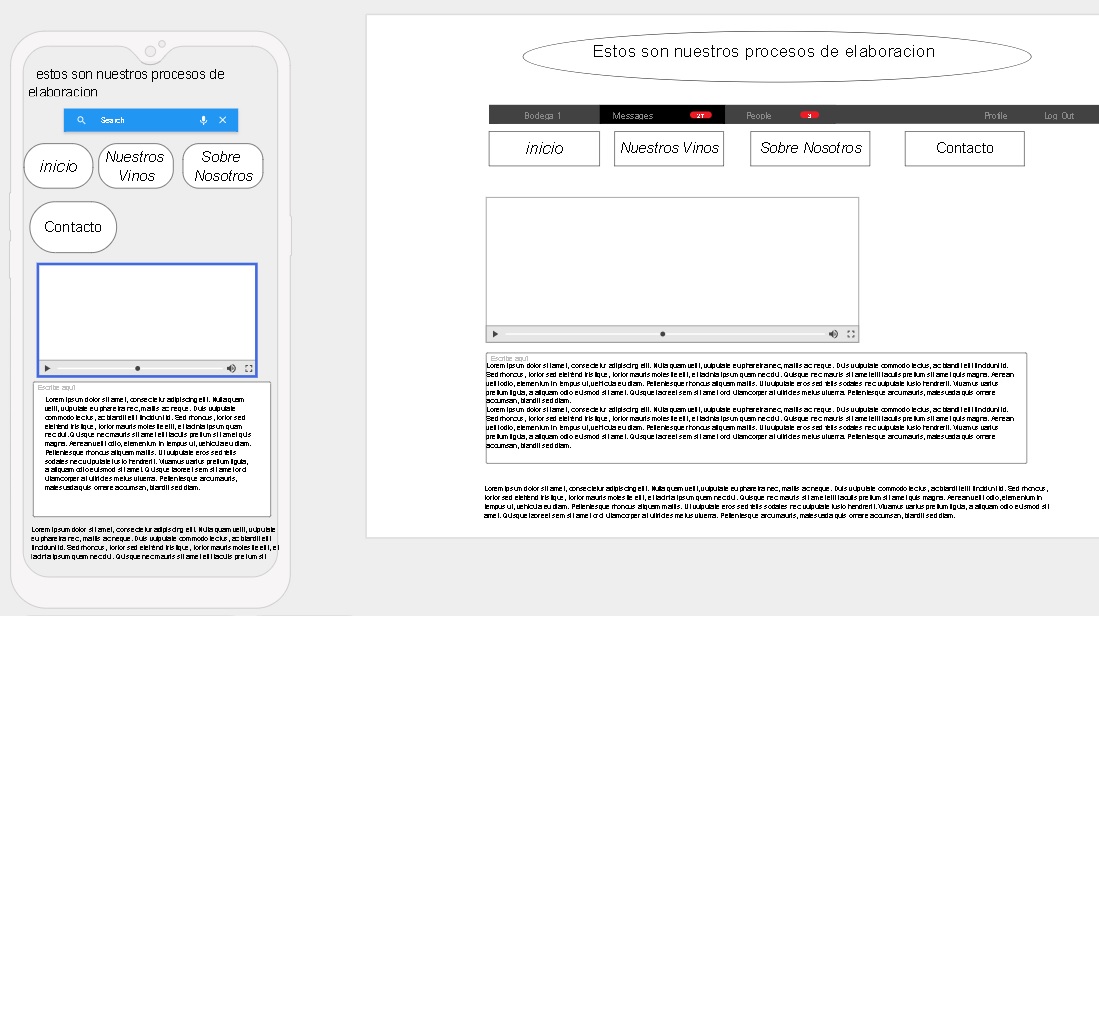 estos son nuestros procesos de
elaboracion
Search
inicio
Nuestros
Vinos
Sobre
Nosotros
Contacto
Escribe aquí
Lorem ipsum dolor sit amet, consectetur adipiscing elit. Nulla quam
velit, vulputate eu pharetra nec, mattis ac neque. Duis vulputate
commodo lectus, ac blandit elit tincidunt id. Sed rhoncus, tortor sed
eleifend tristique, tortor mauris molestie elit, et lacinia ipsum quam
nec dui. Quisque nec mauris sit amet elit iaculis pretium sit amet quis
magna. Aenean velit odio, elementum in tempus ut, vehicula eu diam.
Pellentesque rhoncus aliquam mattis. Ut vulputate eros sed felis
sodales nec vulputate justo hendrerit. Vivamus varius pretium ligula,
a aliquam odio euismod sit amet. Quisque laoreet sem sit amet orci
ullamcorper at ultricies metus viverra. Pellentesque arcu mauris,
malesuada quis ornare accumsan, blandit sed diam.
Lorem ipsum dolor sit amet, consectetur adipiscing elit. Nulla quam velit, vulputate
eu pharetra nec, mattis ac neque. Duis vulputate commodo lectus, ac blandit elit
tincidunt id. Sed rhoncus, tortor sed eleifend tristique, tortor mauris molestie elit, et
lacinia ipsum quam nec dui. Quisque nec mauris sit amet elit iaculis pretium sit
Estos son nuestros procesos de elaboracion
Bodega 1 Messages 27 People 3 Profile Log Out
inicio Nuestros Vinos Sobre Nosotros Contacto
Escribe aquí
Lorem ipsum dolor sit amet, consectetur adipiscing elit. Nulla quam velit, vulputate eu pharetra nec, mattis ac neque. Duis vulputate commodo lectus, ac blandit elit tincidunt id.
Sed rhoncus, tortor sed eleifend tristique, tortor mauris molestie elit, et lacinia ipsum quam nec dui. Quisque nec mauris sit amet elit iaculis pretium sit amet quis magna. Aenean
velit odio, elementum in tempus ut, vehicula eu diam. Pellentesque rhoncus aliquam mattis. Ut vulputate eros sed felis sodales nec vulputate justo hendrerit. Vivamus varius
pretium ligula, a aliquam odio euismod sit amet. Quisque laoreet sem sit amet orci ullamcorper at ultricies metus viverra. Pellentesque arcu mauris, malesuada quis ornare
accumsan, blandit sed diam.
Lorem ipsum dolor sit amet, consectetur adipiscing elit. Nulla quam velit, vulputate eu pharetra nec, mattis ac neque. Duis vulputate commodo lectus, ac blandit elit tincidunt id.
Sed rhoncus, tortor sed eleifend tristique, tortor mauris molestie elit, et lacinia ipsum quam nec dui. Quisque nec mauris sit amet elit iaculis pretium sit amet quis magna. Aenean
velit odio, elementum in tempus ut, vehicula eu diam. Pellentesque rhoncus aliquam mattis. Ut vulputate eros sed felis sodales nec vulputate justo hendrerit. Vivamus varius
pretium ligula, a aliquam odio euismod sit amet. Quisque laoreet sem sit amet orci ullamcorper at ultricies metus viverra. Pellentesque arcu mauris, malesuada quis ornare
accumsan, blandit sed diam.
Lorem ipsum dolor sit amet, consectetur adipiscing elit. Nulla quam velit, vulputate eu pharetra nec, mattis ac neque. Duis vulputate commodo lectus, ac blandit elit tincidunt id. Sed rhoncus,
tortor sed eleifend tristique, tortor mauris molestie elit, et lacinia ipsum quam nec dui. Quisque nec mauris sit amet elit iaculis pretium sit amet quis magna. Aenean velit odio, elementum in
tempus ut, vehicula eu diam. Pellentesque rhoncus aliquam mattis. Ut vulputate eros sed felis sodales nec vulputate justo hendrerit. Vivamus varius pretium ligula, a aliquam odio euismod sit
amet. Quisque laoreet sem sit amet orci ullamcorper at ultricies metus viverra. Pellentesque arcu mauris, malesuada quis ornare accumsan, blandit sed diam.